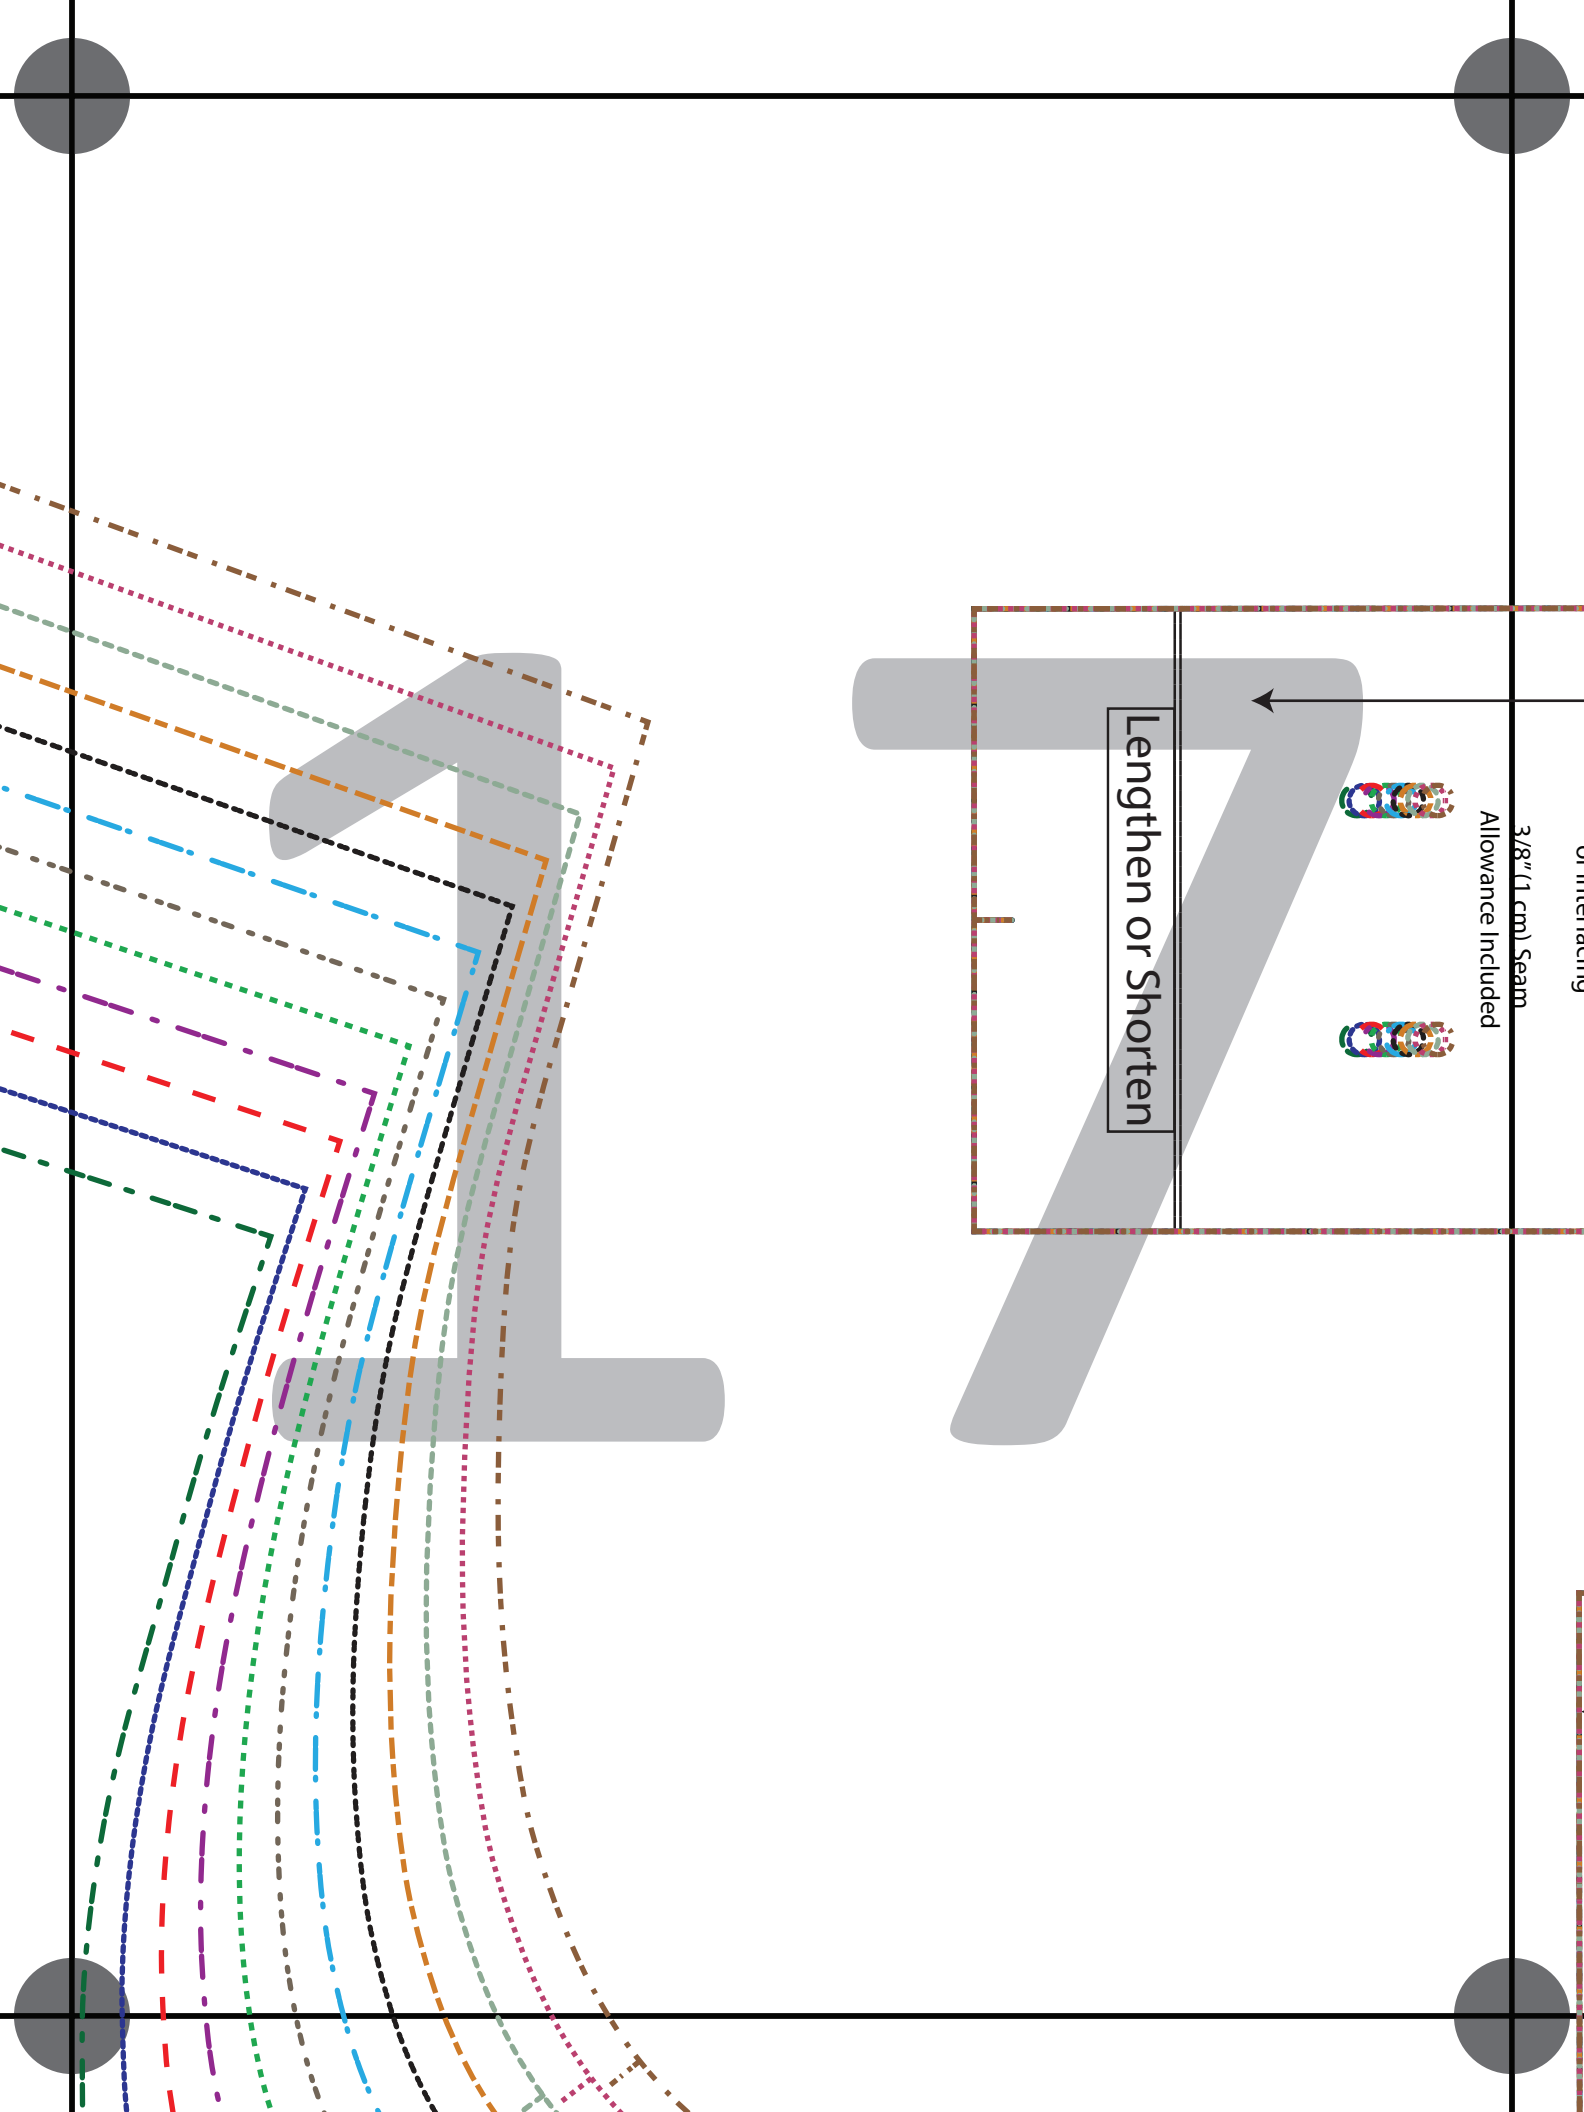 17
Lengthen or Shorten
3/8" (1 cm) Seam
Allowance Included